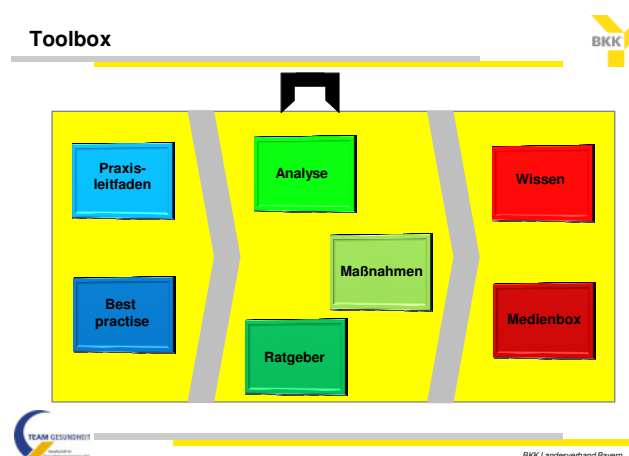 Toolbox
BKK
Praxis-
leitfaden
Best
practise
Analyse
Maßnahmen
Ratgeber
Wissen
Medienbox
TEAM GESUNDHEIT
BKK Landesverband Bayern